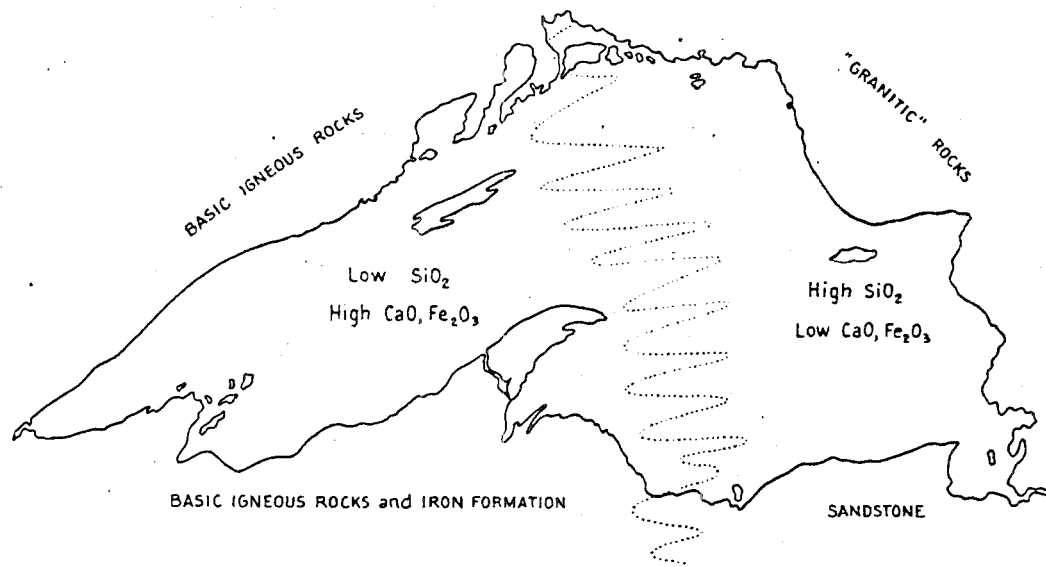 "GRANITIC" ROCKS
BASIC IGNEOUS ROCKS
Low SiO₂
High CaO, Fe₂O₃
High SiO₂
Low CaO, Fe₂O₃
BASIC IGNEOUS ROCKS and IRON FORMATION
SANDSTONE